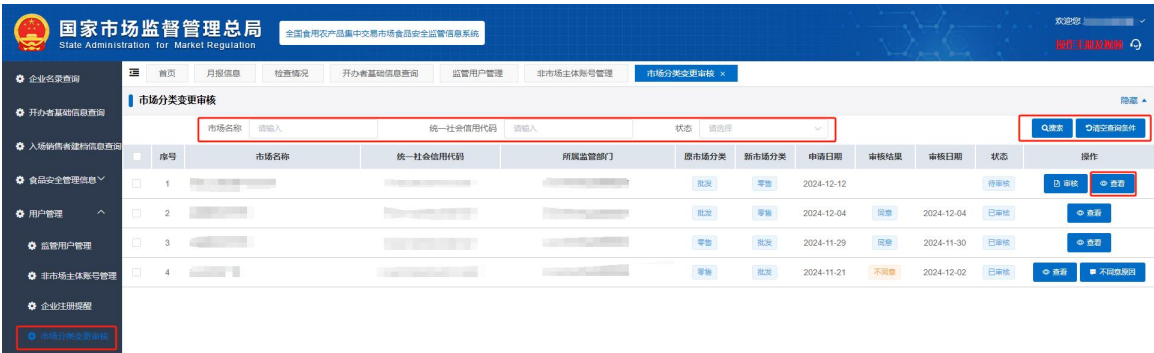 国家市场监督管理总局
State Administration for Market Regulation
全国食用农产品集中交易市场食品安全监管信息系统
欢迎您
企业名录查询
开办者基础信息查询
入场销售者建档信息查询
食品安全管理信息
用户管理
监管用户管理
非市场主体账号管理
企业注册提醒
市场分类变更审核
首页 月报信息 检查情况 开办者基础信息查询 监管用户管理 非市场主体账号管理 市场分类变更审核 ×
市场分类变更审核 隐藏
市场名称 请输入 统一社会信用代码 请输入 状态 请选择 搜索 清空查询条件
序号 市场名称 统一社会信用代码 所属监管部门 原市场分类 新市场分类 申请日期 审核结果 审核日期 状态 操作
1 批发 零售 2024-12-12 待审核 审核 查看
2 批发 零售 2024-12-04 同意 2024-12-04 已审核 查看
3 零售 批发 2024-11-29 同意 2024-11-30 已审核 查看
4 零售 批发 2024-11-21 不同意 2024-12-02 已审核 查看 不同意原因